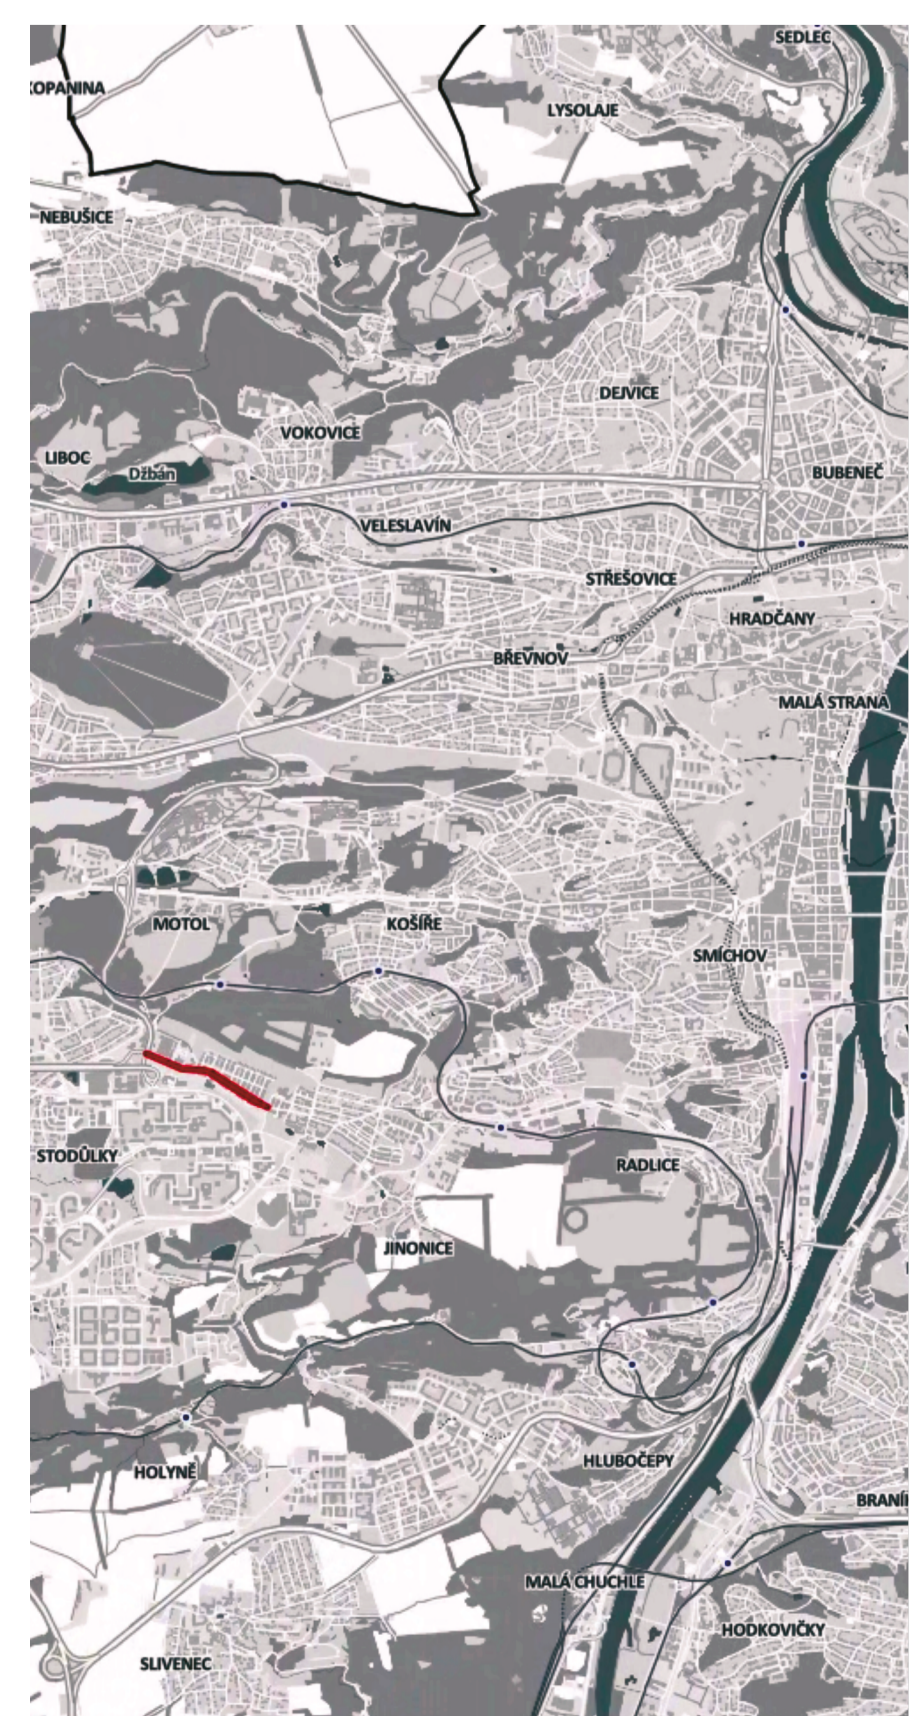 SEDLEC
KOPANINA
LYSOLAJE
NEBUŠICE
DEJVICE
VOKOVICE
LIBOC
Džbán
BUBENEČ
VELESLAVÍN
STŘEŠOVICE
HRADČANY
BŘEVNOV
MALÁ STRANA
MOTOL
KOŠÍŘE
SMÍCHOV
STODŮLKY
RADLICE
JINONICE
HLUBOČEPY
HOLYNĚ
BRANÍ
MALÁ CHUCHLE
HODKOVIČKY
SLIVENEC